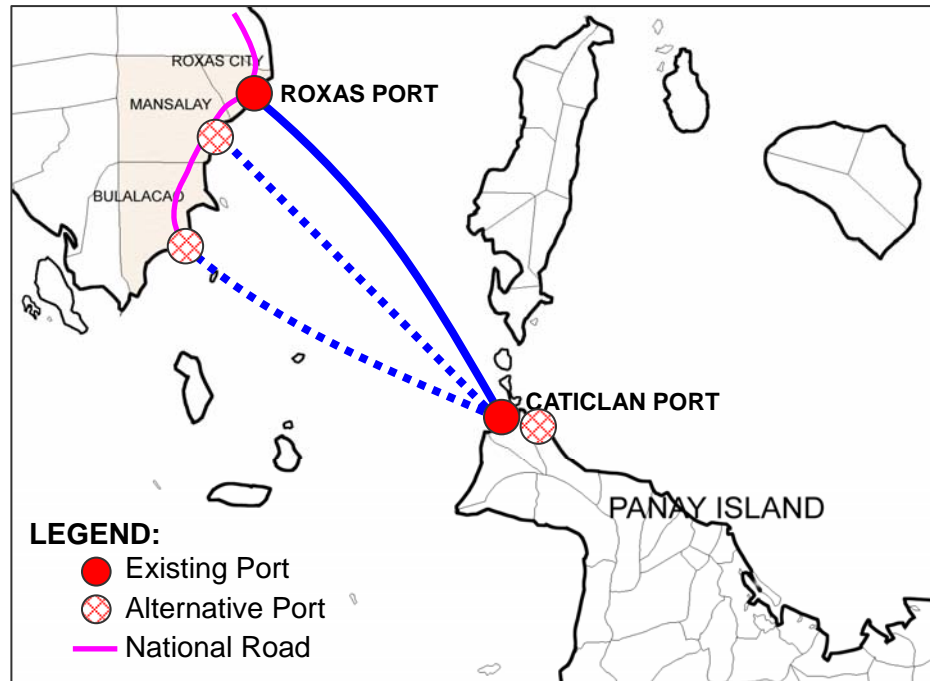 ROXAS CITY
ROXAS PORT
MANSALAY
BULALACAO
CATICLAN PORT
PANAY ISLAND
LEGEND:
Existing Port
Alternative Port
National Road